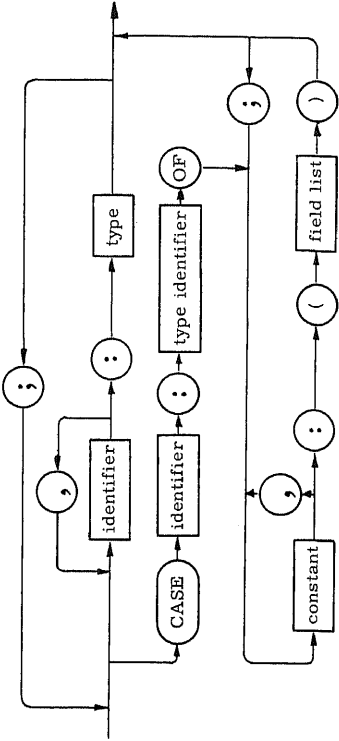 ;
,
identifier : type
CASE identifier : type identifier OF
;
,
constant : ( field list )